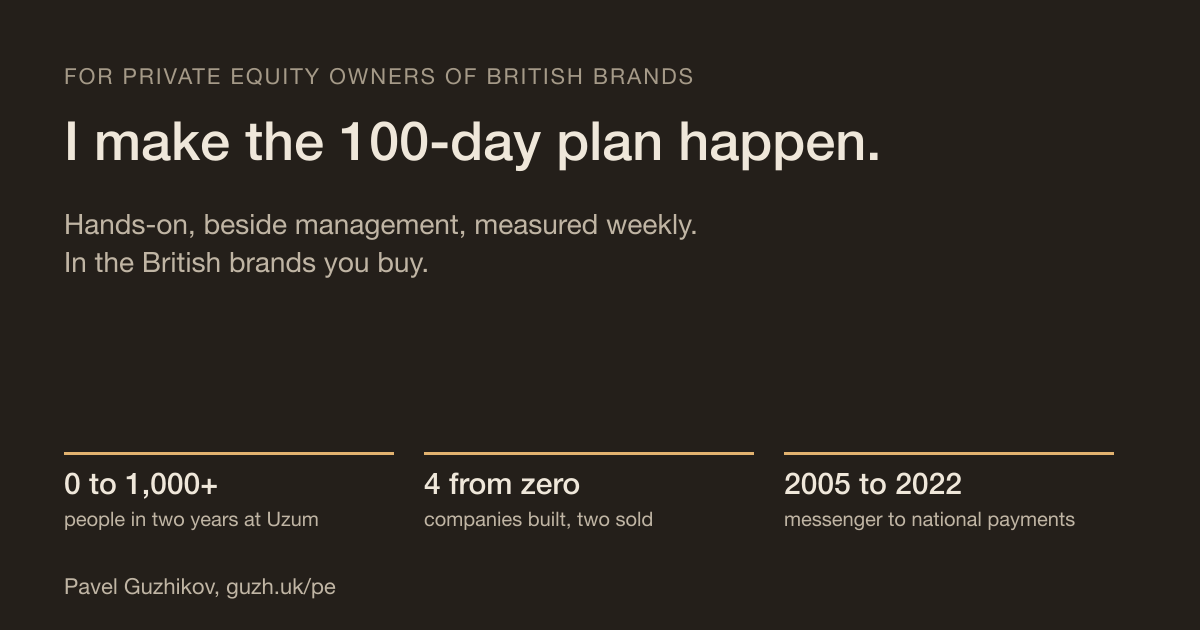 FOR PRIVATE EQUITY OWNERS OF BRITISH BRANDS
I make the 100-day plan happen.
Hands-on, beside management, measured weekly.
In the British brands you buy.
0 to 1,000+
people in two years at Uzum
4 from zero
companies built, two sold
2005 to 2022
messenger to national payments
Pavel Guzhikov, guzh.uk/pe